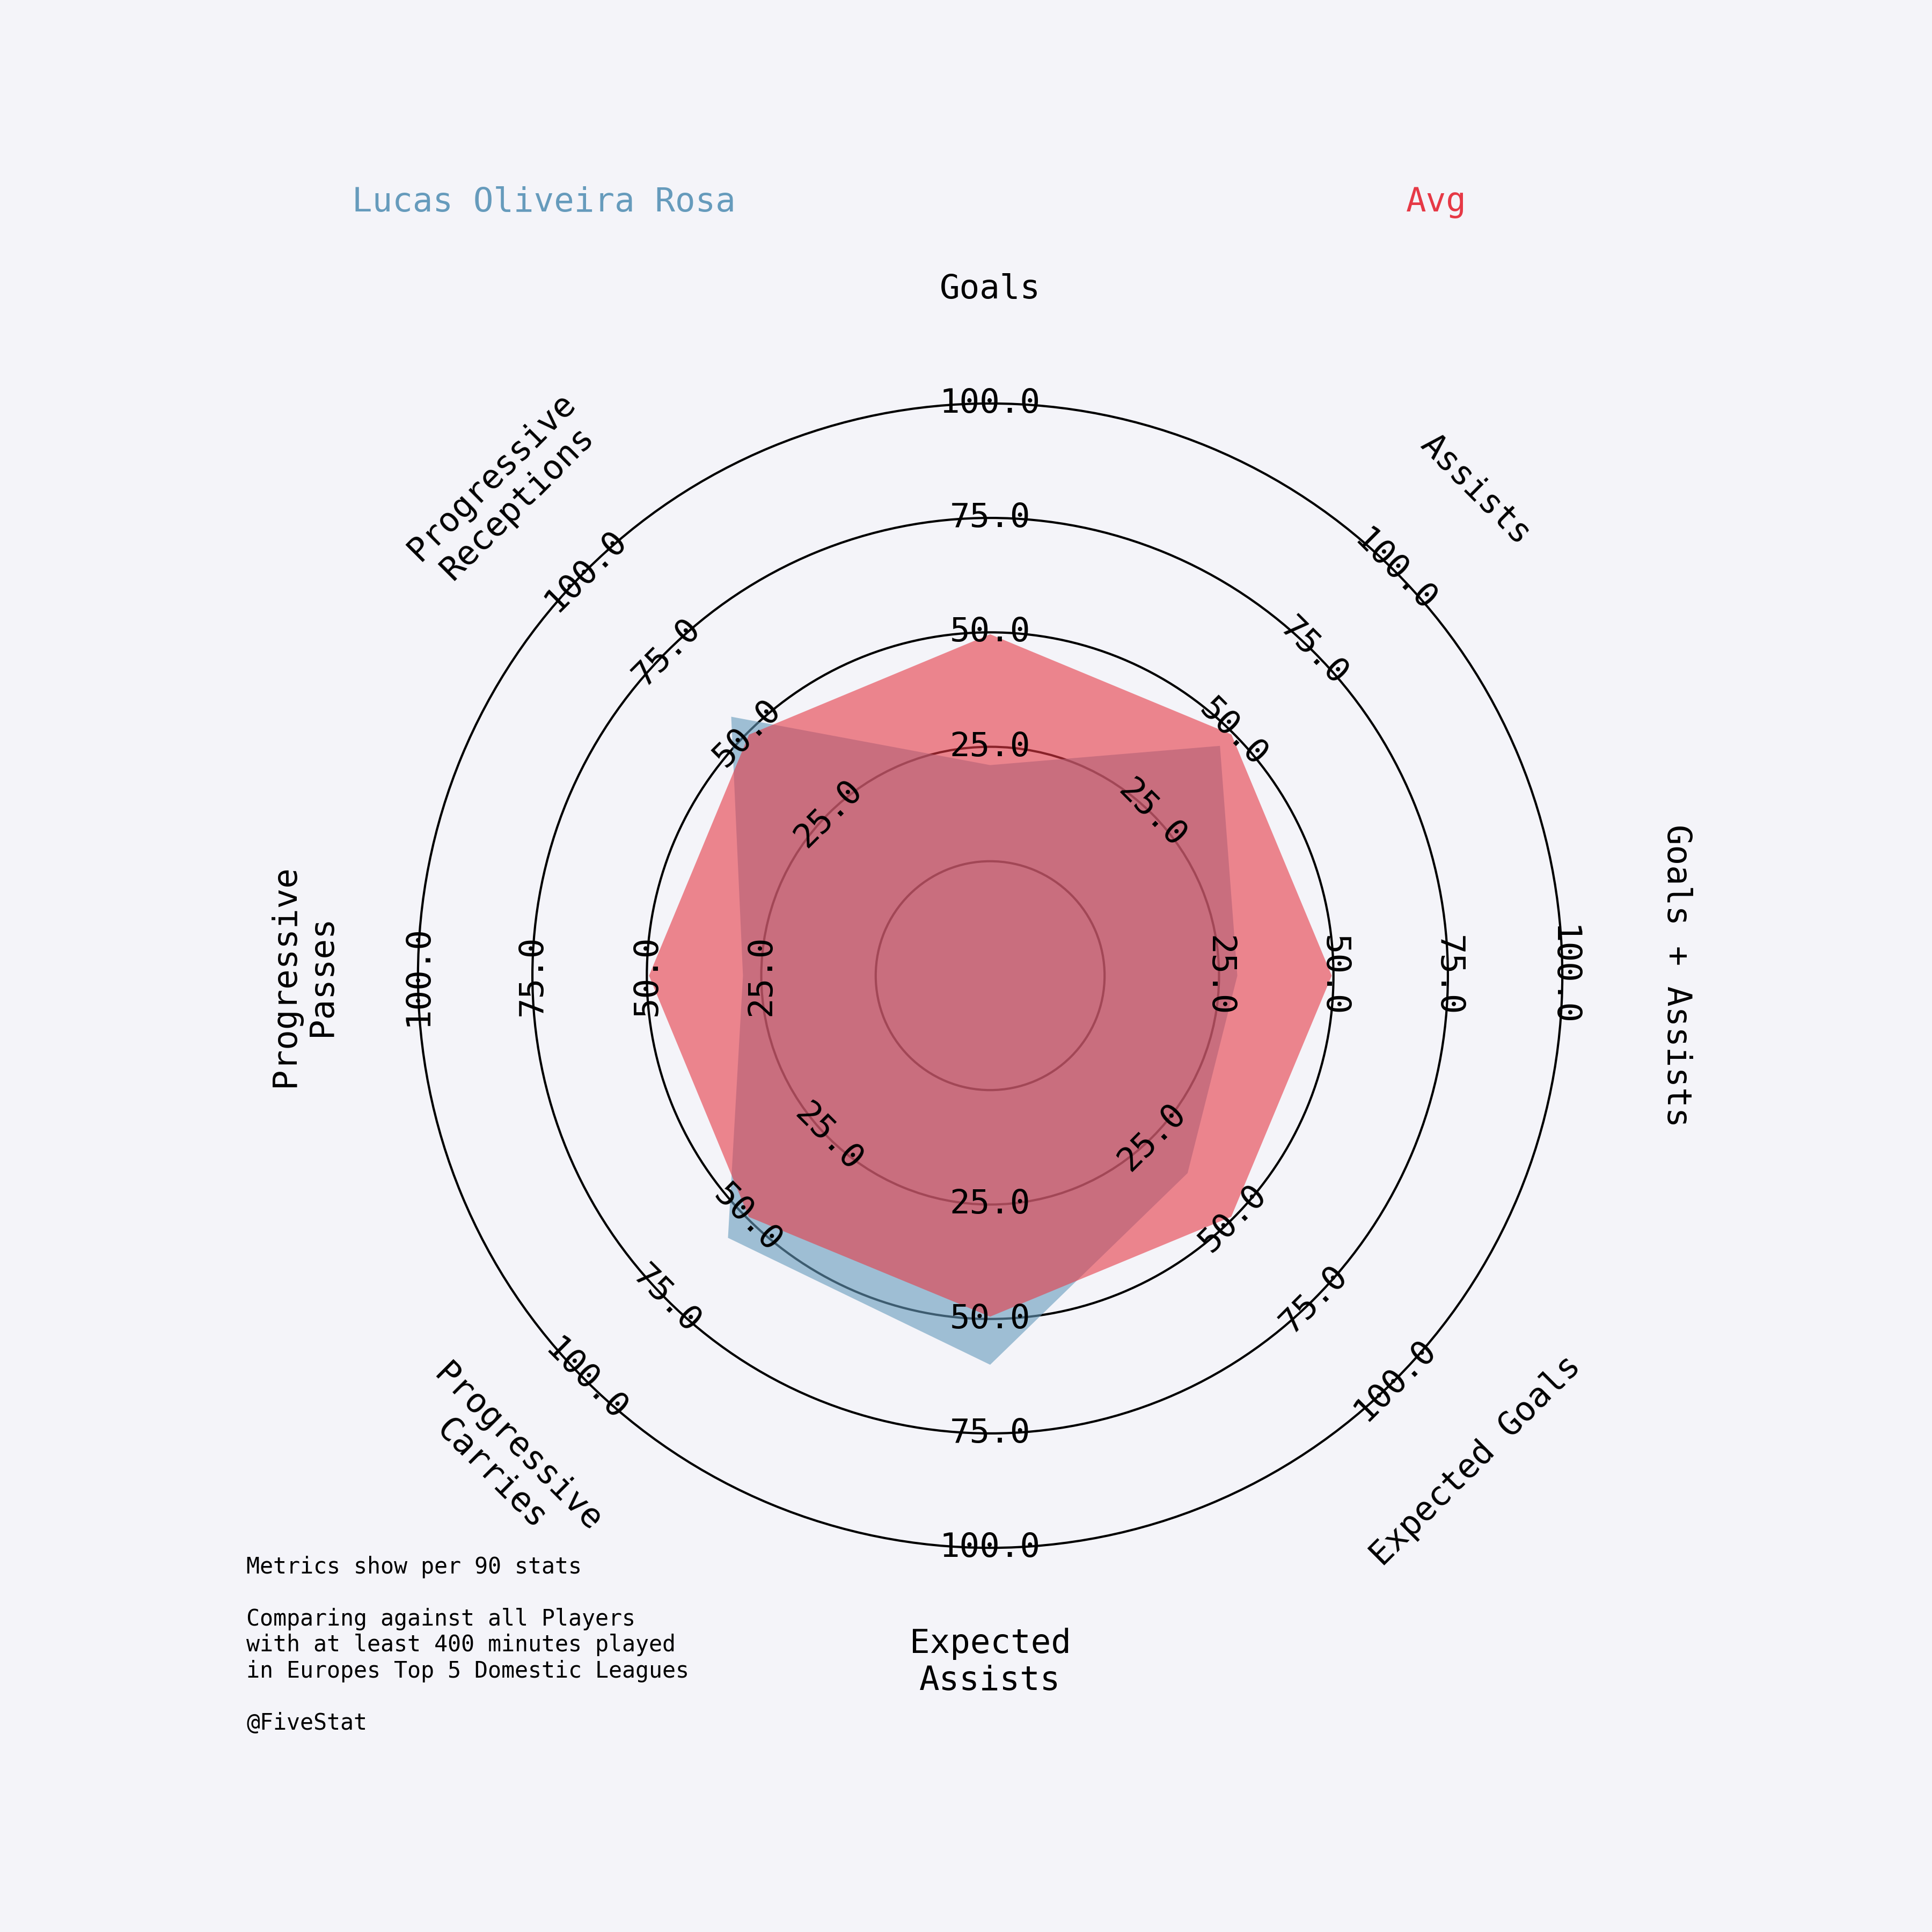 Lucas Oliveira Rosa
Avg
Goals
100.0
75.0
50.0
25.0
Assists
100.0
75.0
50.0
25.0
Goals + Assists
100.0
75.0
50.0
25.0
Expected Goals
100.0
75.0
50.0
25.0
Expected
Assists
100.0
75.0
50.0
25.0
Progressive
Carries
100.0
75.0
50.0
25.0
Progressive
Passes
100.0
75.0
50.0
25.0
Progressive
Receptions
100.0
75.0
50.0
25.0
Metrics show per 90 stats
Comparing against all Players
with at least 400 minutes played
in Europes Top 5 Domestic Leagues
@FiveStat